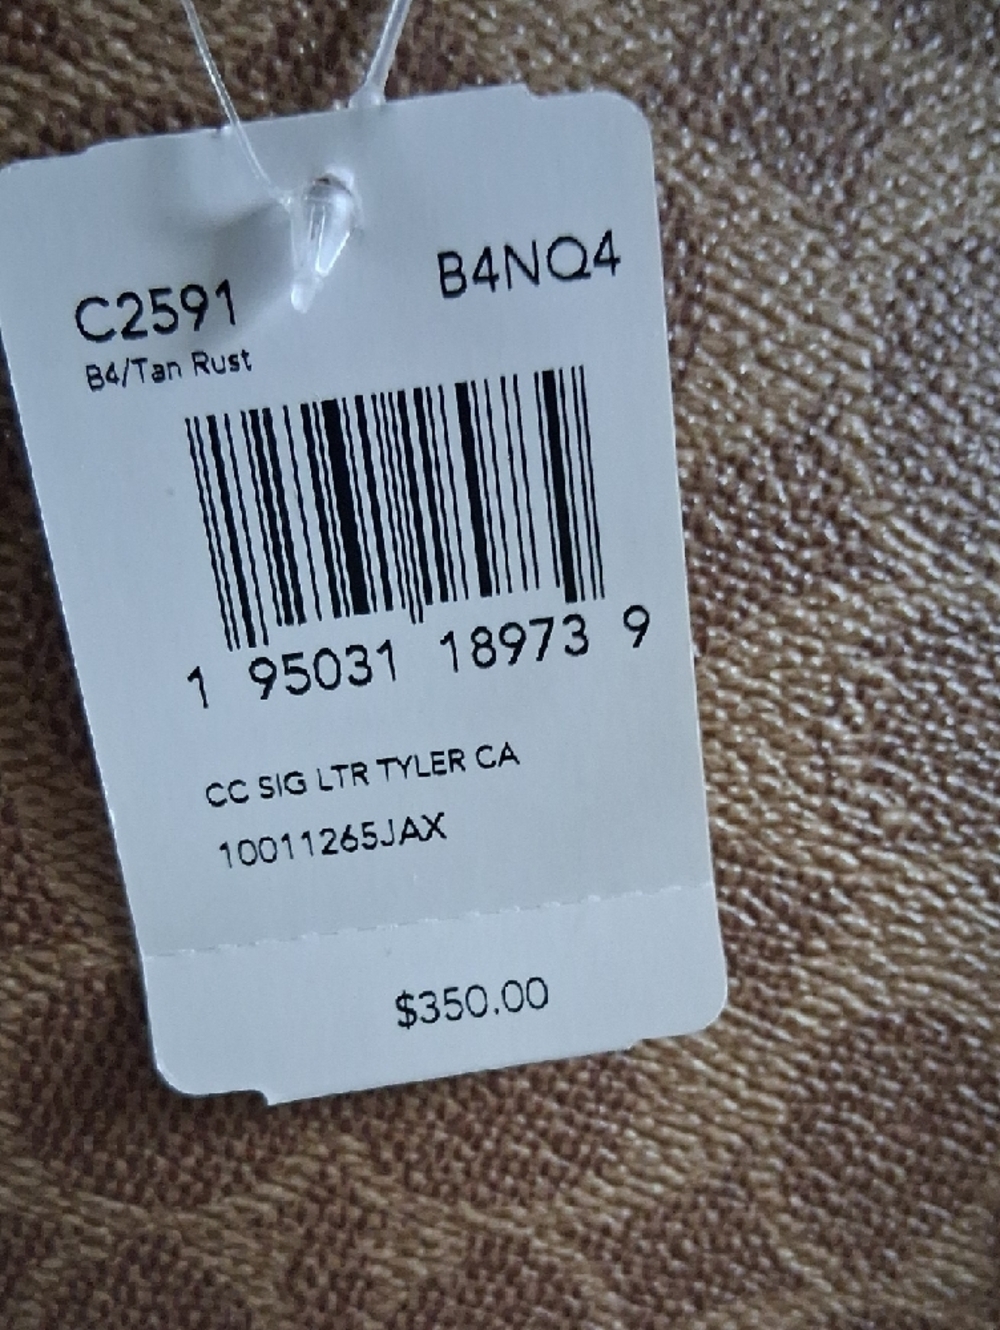 C2591 B4NQ4
B4/Tan Rust
1 95031 18973 9
CC SIG LTR TYLER CA
10011265JAX
$350.00